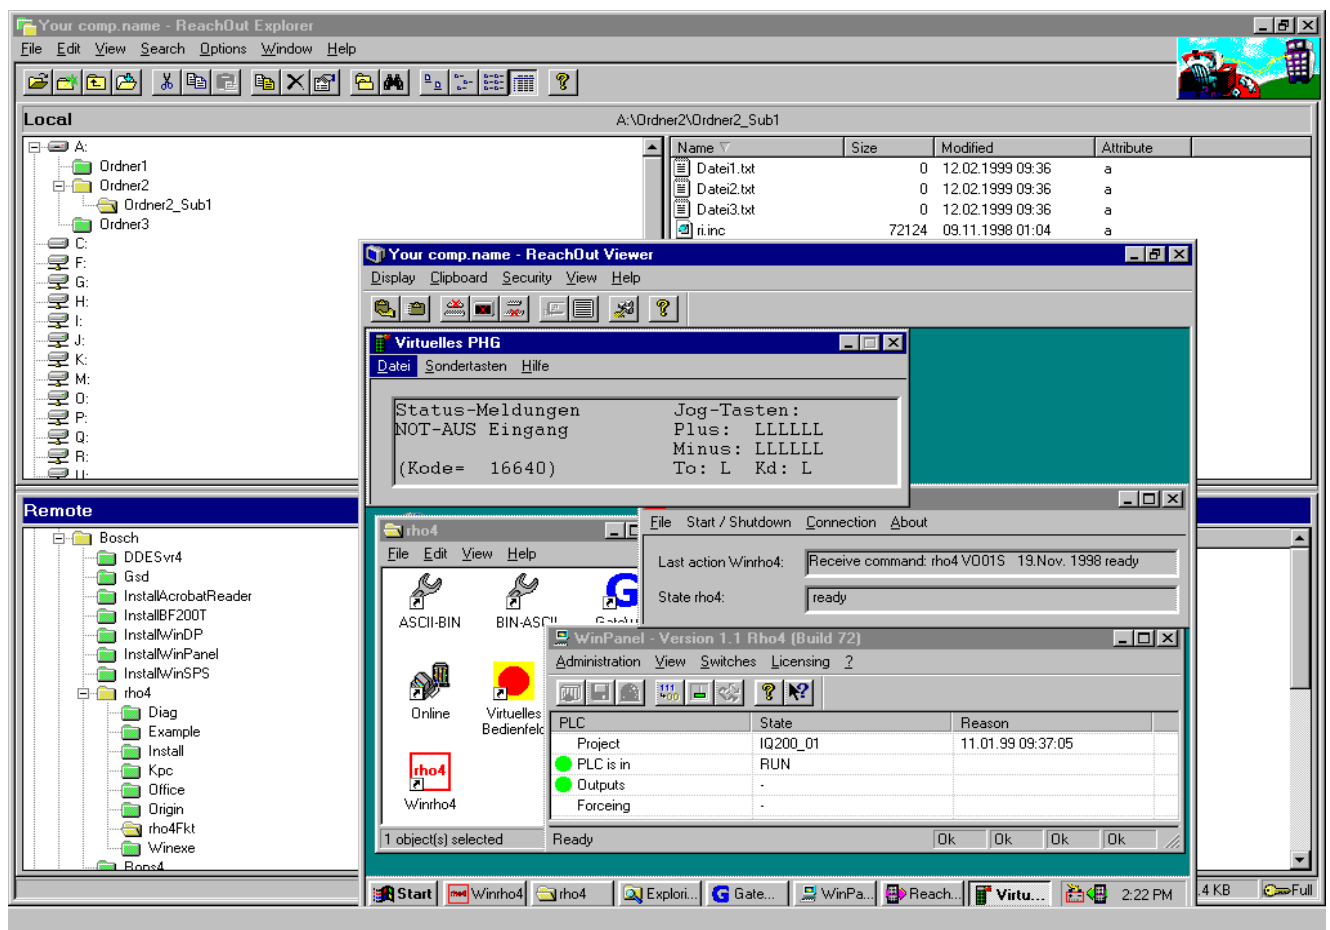 Your comp.name - ReachOut Explorer
File Edit View Search Options Window Help
Local
A:\Ordner2\Ordner2_Sub1
A:
Ordner1
Ordner2
Ordner2_Sub1
Ordner3
C:
F:
G:
H:
I:
J:
K:
M:
O:
P:
Q:
R:
U:
Name Size Modified Attribute
Datei1.txt 0 12.02.1999 09:36 a
Datei2.txt 0 12.02.1999 09:36 a
Datei3.txt 0 12.02.1999 09:36 a
ri.inc 72124 09.11.1998 01:04 a
Remote
Bosch
DDESvr4
Gsd
InstallAcrobatReader
InstallBF200T
InstallWinDP
InstallWinPanel
InstallWinSPS
rho4
Diag
Example
Install
Kpc
Office
Origin
rho4Fkt
Winexe
Bops4
Your comp.name - ReachOut Viewer
Display Clipboard Security View Help
Virtuelles PHG
Datei Sondertasten Hilfe
Status-Meldungen Jog-Tasten:
NOT-AUS Eingang Plus: LLLLLL
Minus: LLLLLL
(Kode= 16640) To: L Kd: L
File Start / Shutdown Connection About
Last action Winrho4: Receive command: rho4 VO01S 19.Nov. 1998 ready
State rho4: ready
rho4
File Edit View Help
ASCII-BIN
BIN-ASCII
Online
Virtuelles
rho4
Winrho4
1 object(s) selected
WinPanel - Version 1.1 Rho4 (Build 72)
Administration View Switches Licensing ?
PLC State Reason
Project IQ200_01 11.01.99 09:37:05
PLC is in RUN
Outputs -
Forceing -
Ready Ok Ok Ok Ok
Start Winrho4 rho4 Explori... Gate... WinPa... Reach... Virtu... 2:22 PM
.4 KB Full